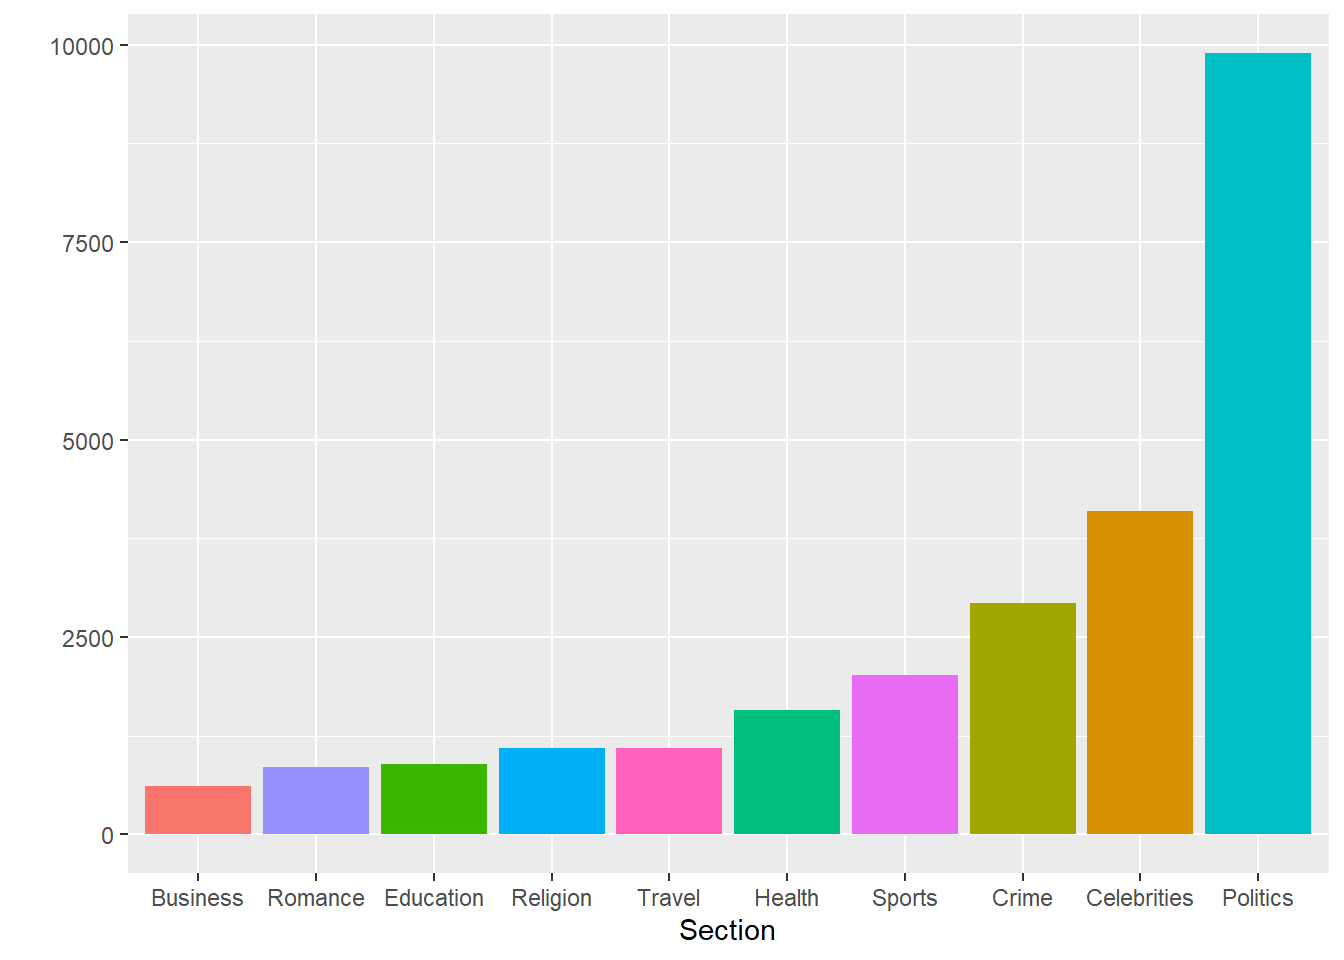 10000
7500
5000
2500
0
Business Romance Education Religion Travel Health Sports Crime Celebrities Politics
Section